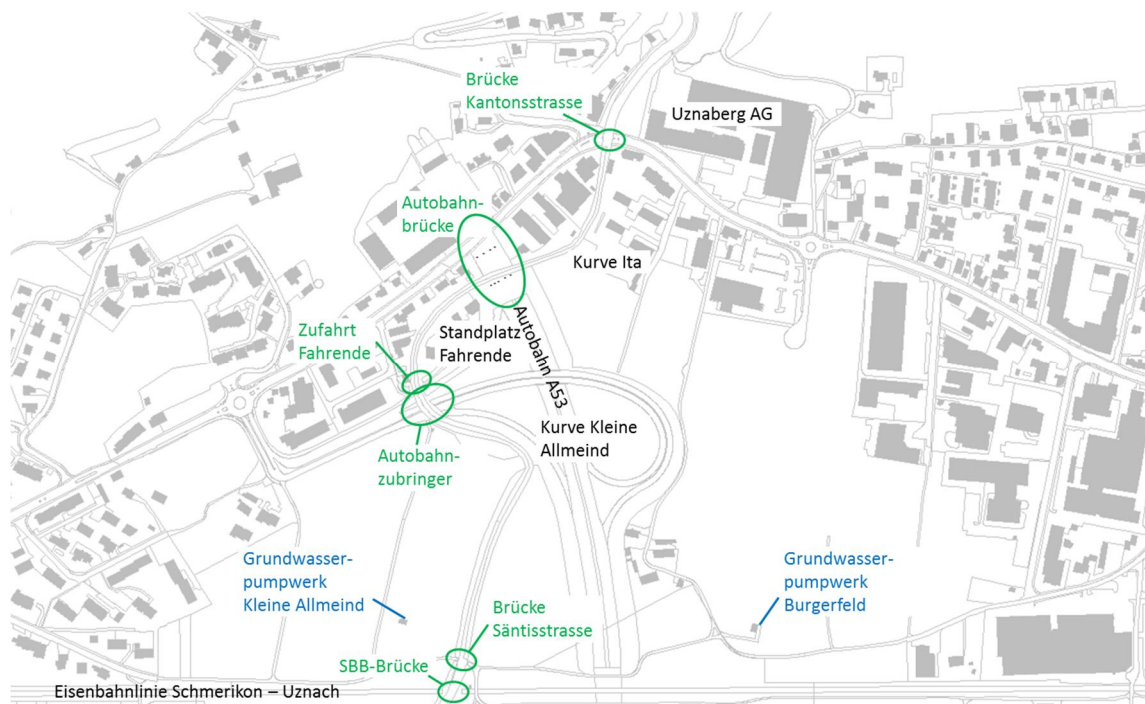 Brücke
Kantonsstrasse
Uznaberg AG
Autobahn-
brücke
Kurve Ita
Zufahrt
Fahrende
Standplatz
Fahrende
Autobahn A53
Kurve Kleine
Allmeind
Autobahn-
zubringer
Grundwasser-
pumpwerk
Kleine Allmeind
Grundwasser-
pumpwerk
Burgerfeld
Brücke
Säntisstrasse
SBB-Brücke
Eisenbahnlinie Schmerikon – Uznach